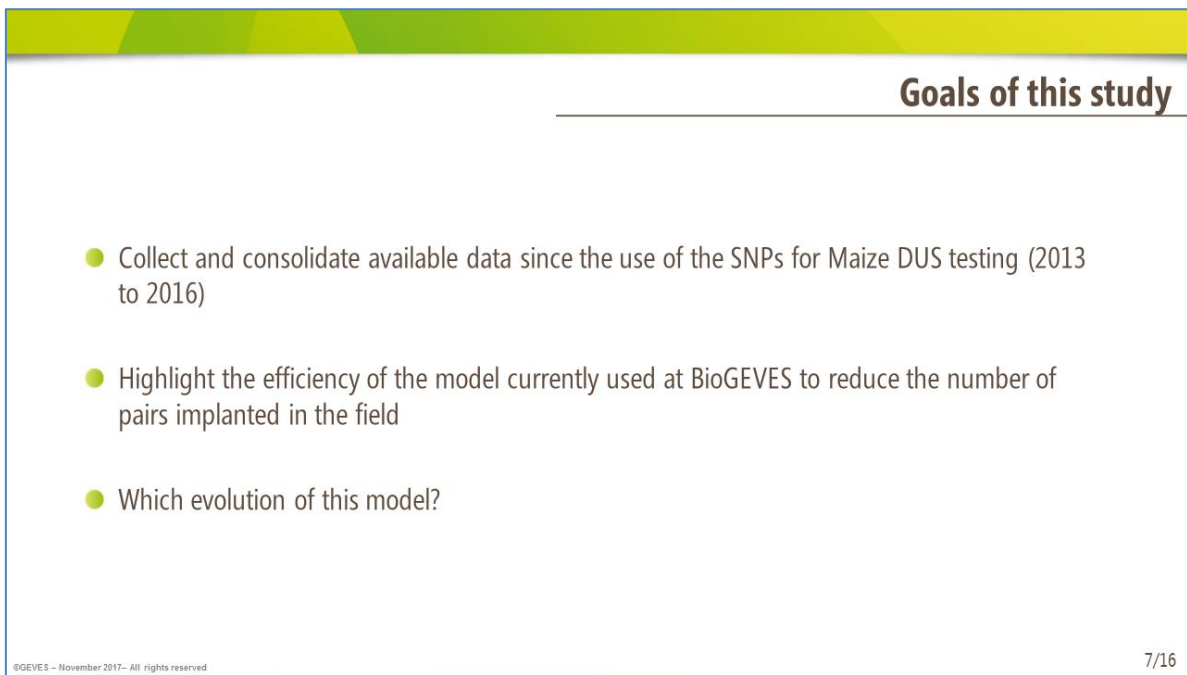 Goals of this study
Collect and consolidate available data since the use of the SNPs for Maize DUS testing (2013
to 2016)
Highlight the efficiency of the model currently used at BioGEVES to reduce the number of
pairs implanted in the field
Which evolution of this model?
©GEVES – November 2017– All rights reserved
7/16